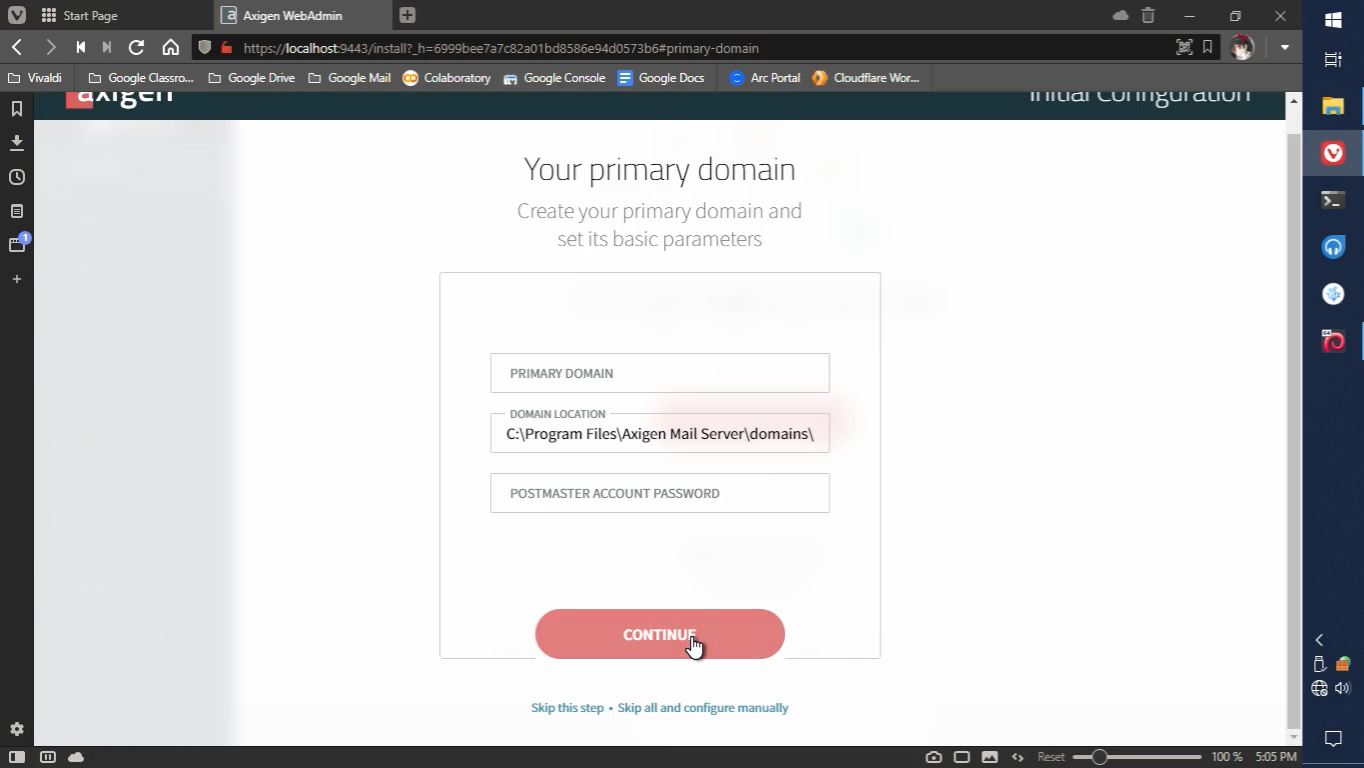 Start Page
Axigen WebAdmin
https://localhost:9443/install?_h=6999bee7a7c82a01bd8586e94d0573b6#primary-domain
Vivaldi
Google Classro...
Google Drive
Google Mail
Colaboratory
Google Console
Google Docs
Arc Portal
Cloudflare Wor...
axigen
Initial Configuration
Your primary domain
Create your primary domain and
set its basic parameters
PRIMARY DOMAIN
DOMAIN LOCATION
C:\Program Files\Axigen Mail Server\domains\
POSTMASTER ACCOUNT PASSWORD
CONTINUE
Skip this step • Skip all and configure manually
1
Reset
100 %
5:05 PM